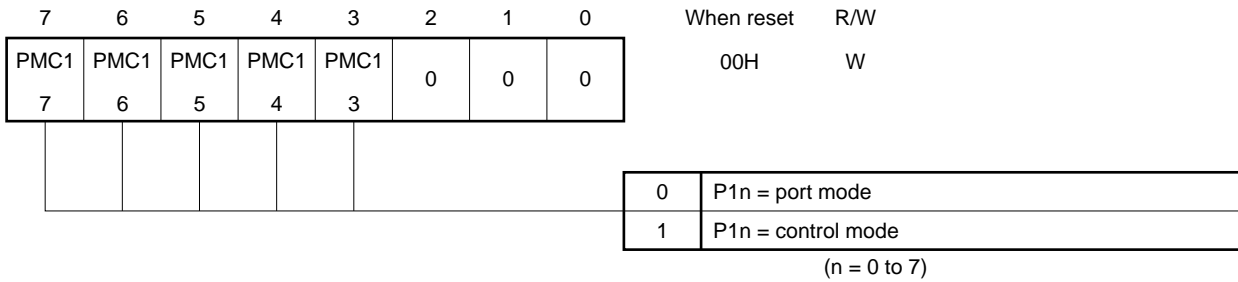 7 6 5 4 3 2 1 0 When reset R/W
PMC1 PMC1 PMC1 PMC1 PMC1 0 0 0 00H W
7 6 5 4 3
0 P1n = port mode
1 P1n = control mode
(n = 0 to 7)